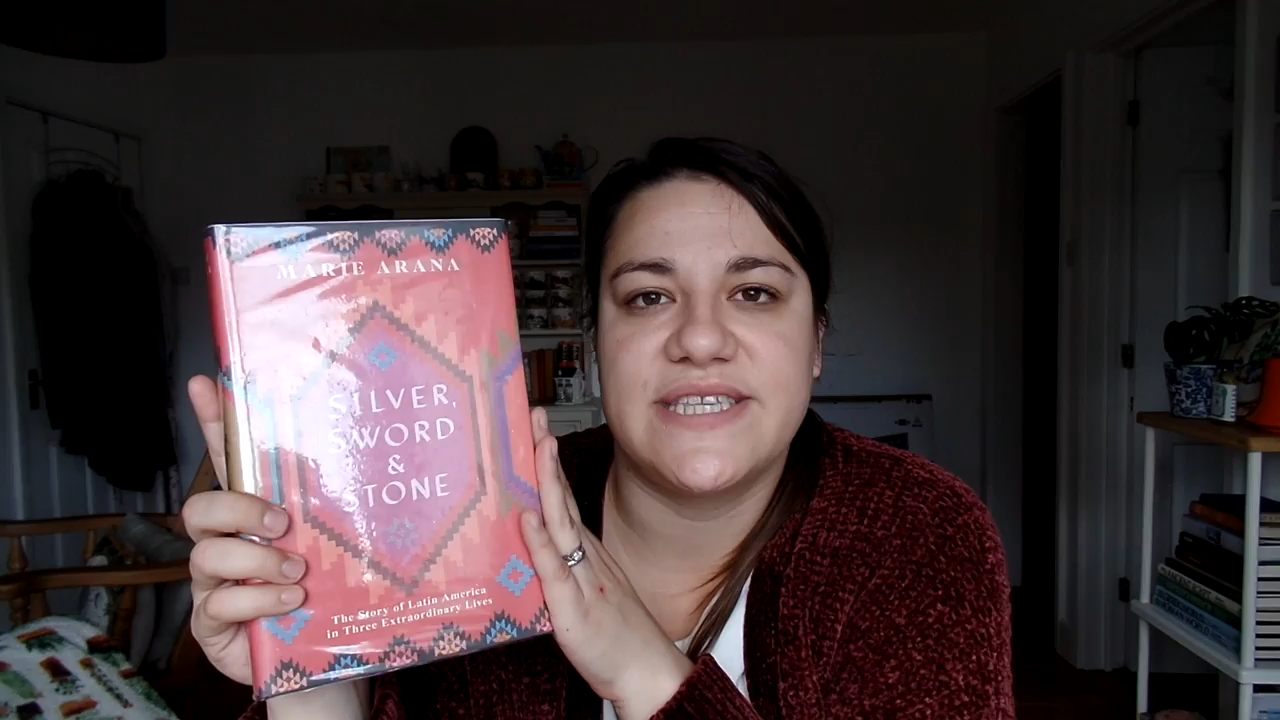 MARIE ARANA
SILVER,
SWORD
&
STONE
The Story of Latin America
in Three Extraordinary Lives